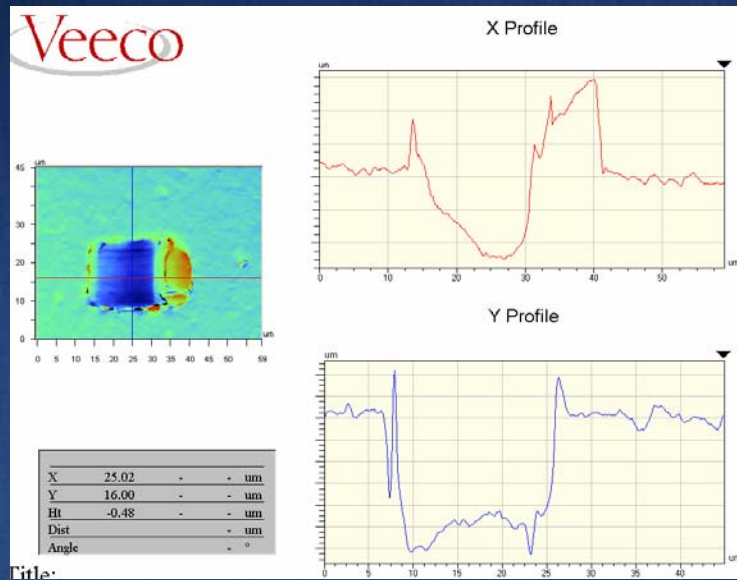 Veeco
X Profile
um
0 10 20 30 40 50
um
um
45
30
20
10
0
0 5 10 15 20 25 30 35 40 45 50 59
um
Y Profile
um
0 5 10 15 20 25 30 35 40
um
X 25.02 - - um
Y 16.00 - - um
Ht -0.48 - - um
Dist - um
Angle - °
Title: